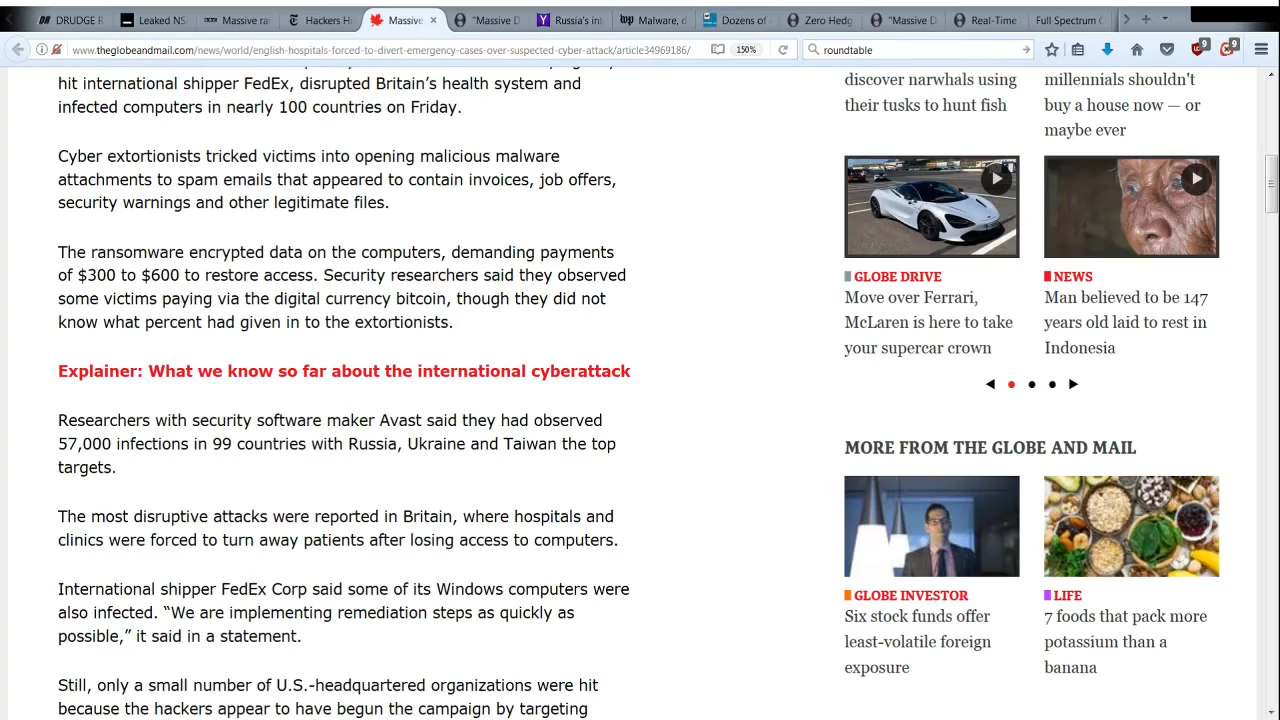 DRUDGE R
Leaked NS
Massive ran
Hackers Hi
Massive
"Massive D
Russia's int
Malware, d
Dozens of
Zero Hedg
"Massive D
Real-Time
Full Spectrum C
www.theglobeandmail.com/news/world/english-hospitals-forced-to-divert-emergency-cases-over-suspected-cyber-attack/article34969186/
150%
roundtable
9
9
hit international shipper FedEx, disrupted Britain's health system and
infected computers in nearly 100 countries on Friday.
Cyber extortionists tricked victims into opening malicious malware
attachments to spam emails that appeared to contain invoices, job offers,
security warnings and other legitimate files.
The ransomware encrypted data on the computers, demanding payments
of $300 to $600 to restore access. Security researchers said they observed
some victims paying via the digital currency bitcoin, though they did not
know what percent had given in to the extortionists.
Explainer: What we know so far about the international cyberattack
Researchers with security software maker Avast said they had observed
57,000 infections in 99 countries with Russia, Ukraine and Taiwan the top
targets.
The most disruptive attacks were reported in Britain, where hospitals and
clinics were forced to turn away patients after losing access to computers.
International shipper FedEx Corp said some of its Windows computers were
also infected. “We are implementing remediation steps as quickly as
possible,” it said in a statement.
Still, only a small number of U.S.-headquartered organizations were hit
because the hackers appear to have begun the campaign by targeting
discover narwhals using
their tusks to hunt fish
millennials shouldn't
buy a house now — or
maybe ever
GLOBE DRIVE
Move over Ferrari,
McLaren is here to take
your supercar crown
NEWS
Man believed to be 147
years old laid to rest in
Indonesia
MORE FROM THE GLOBE AND MAIL
GLOBE INVESTOR
Six stock funds offer
least-volatile foreign
exposure
LIFE
7 foods that pack more
potassium than a
banana